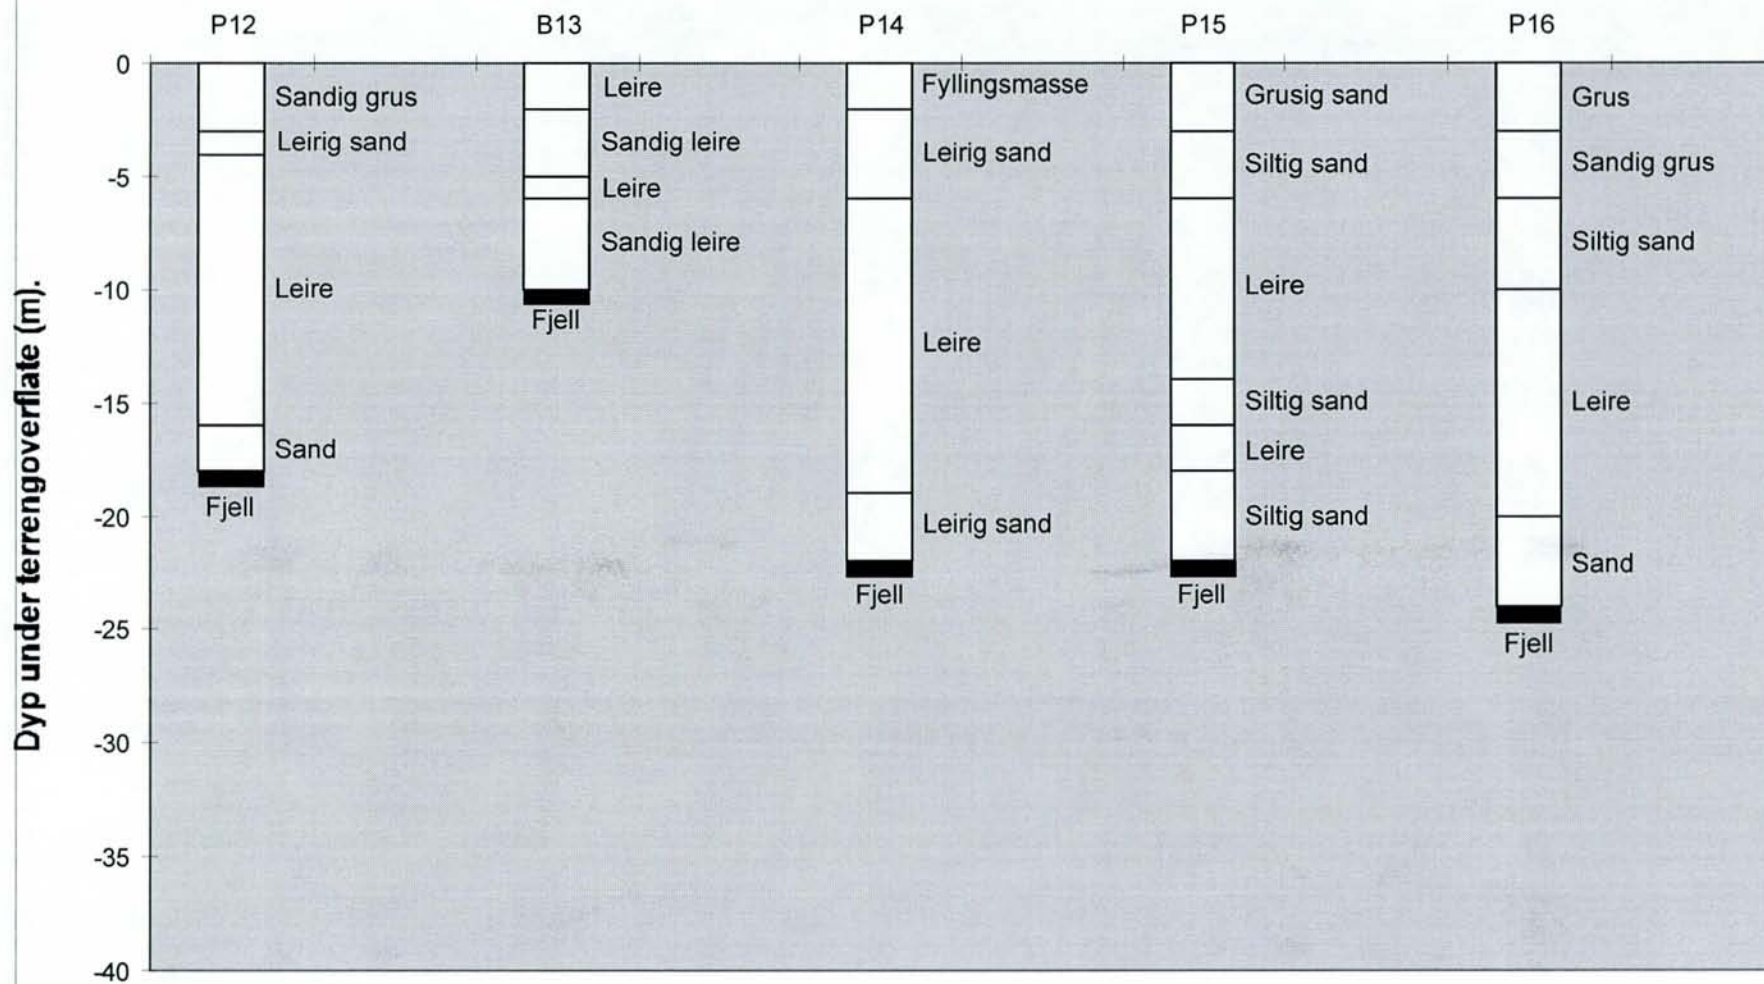 P12 B13 P14 P15 P16
Dyp under terrengoverflate (m).
0
-5
-10
-15
-20
-25
-30
-35
-40
Sandig grus
Leirig sand
Leire
Sand
Fjell
Leire
Sandig leire
Leire
Sandig leire
Fjell
Fyllingsmasse
Leirig sand
Leire
Leirig sand
Fjell
Grusig sand
Siltig sand
Leire
Siltig sand
Leire
Siltig sand
Fjell
Grus
Sandig grus
Siltig sand
Leire
Sand
Fjell